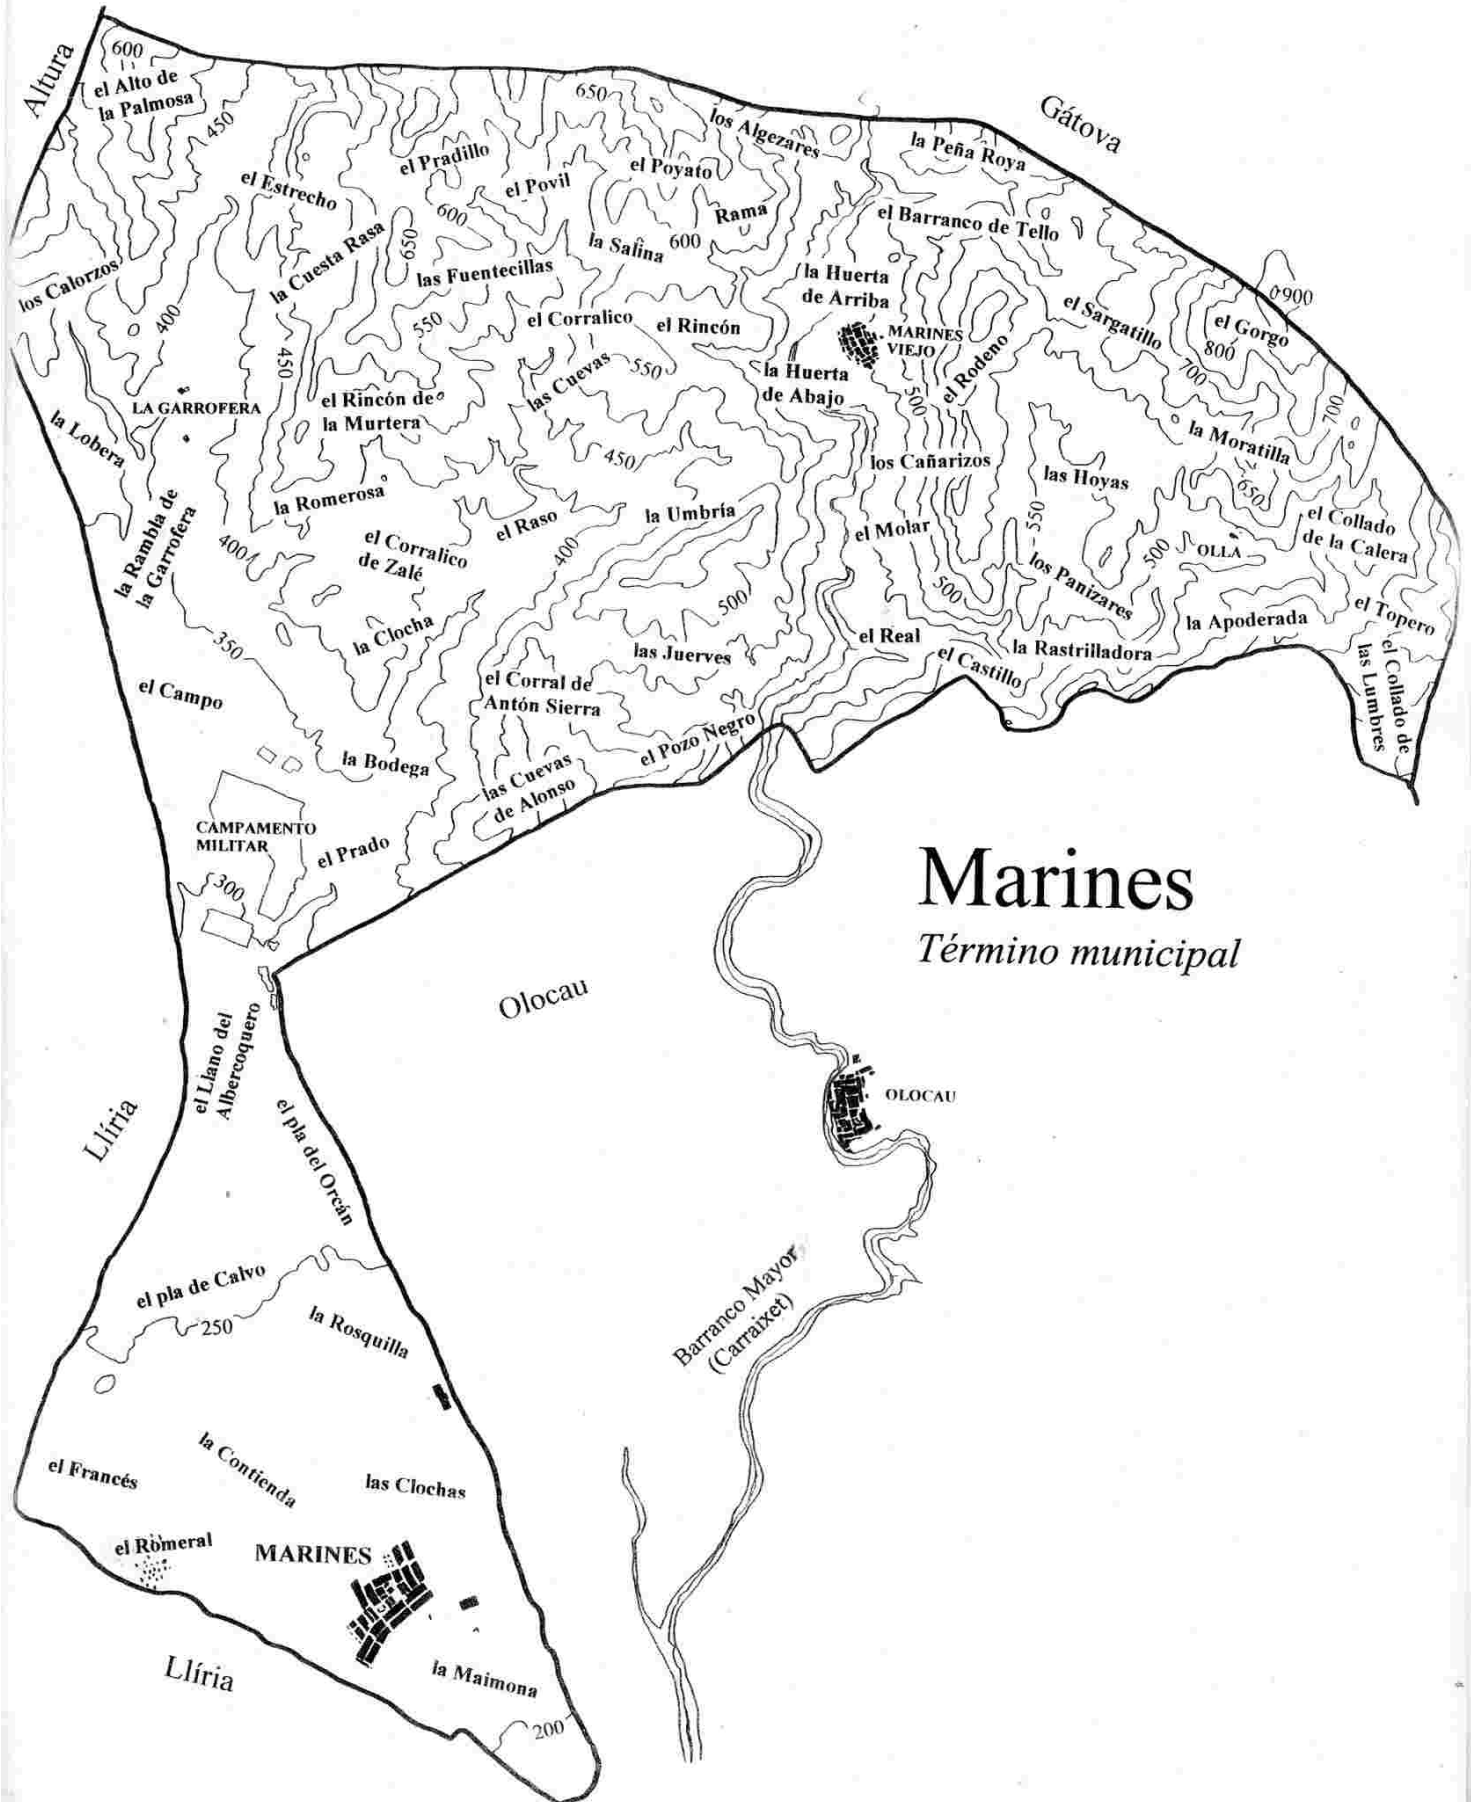 Altura
600
el Alto de
la Palmosa
450
650
los Algezares
Gátova
la Peña Roya
el Pradillo
el Poyato
el Povil
el Estrecho
600
Rama
el Barranco de Tello
la Cuesta Rasa
650
la Salina
600
los Calorzos
las Fuentecillas
la Huerta
de Arriba
900
400
550
el Corralico
el Rincón
el Sargatillo
el Gorgo
800
MARINES
VIEJO
450
las Cuevas
550
la Huerta
de Abajo
500
el Rodeno
700
LA GARROFERA
el Rincón de
la Murtera
700
la Lobera
450
la Moratilla
los Cañarizos
las Hoyas
650
la Romerosa
la Rambla de
la Garrofera
400
el Corralico
de Zalé
el Raso
400
la Umbría
el Molar
550
500
OLLA
el Collado
de la Calera
los Panizares
500
500
la Clocha
350
las Juerves
el Real
el Castillo
la Rastrilladora
la Apoderada
el Topero
el Collado de
las Lumbres
el Campo
el Corral de
Antón Sierra
el Pozo Negro
la Bodega
las Cuevas
de Alonso
CAMPAMENTO
MILITAR
el Prado
300
Marines
Término municipal
Olocau
el Llano del
Albercoquero
OLOCAU
Llíria
el pla del Orcán
el pla de Calvo
250
la Rosquilla
Barranco Mayor
(Carraixet)
el Francés
la Contienda
las Clochas
el Romeral
MARINES
Llíria
la Maimona
200